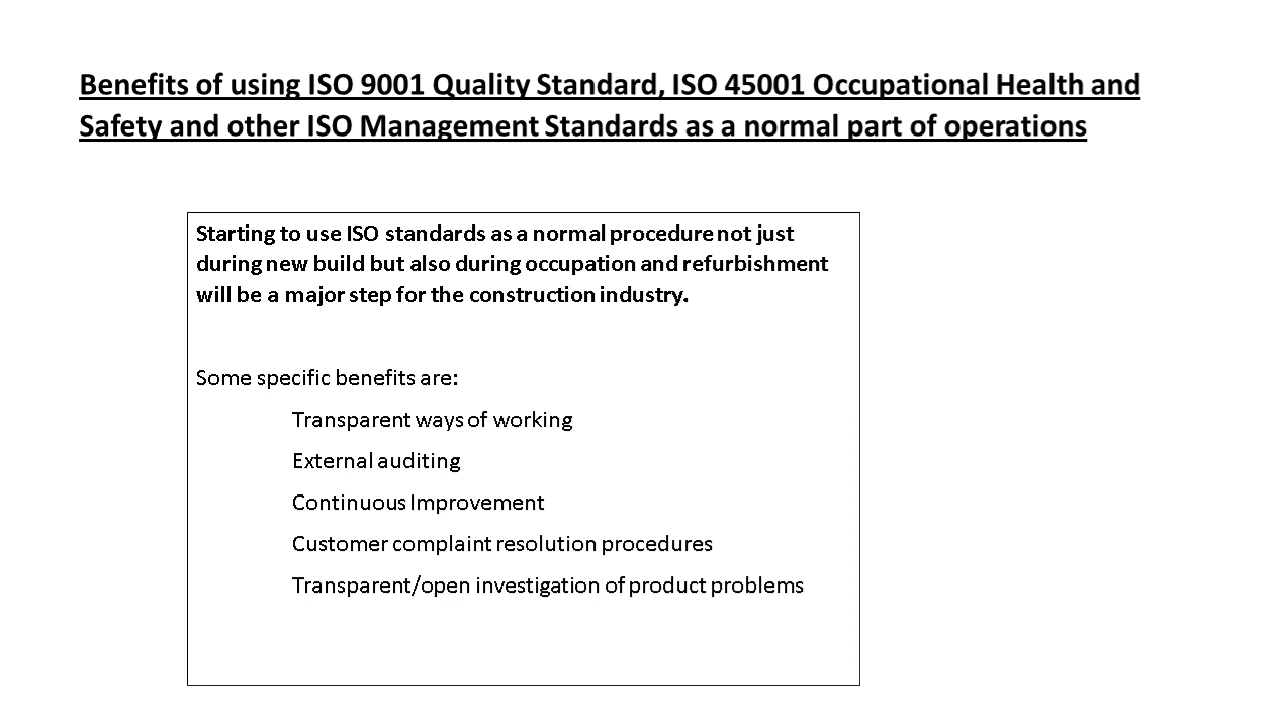 Benefits of using ISO 9001 Quality Standard, ISO 45001 Occupational Health and
Safety and other ISO Management Standards as a normal part of operations
Starting to use ISO standards as a normal procedure not just
during new build but also during occupation and refurbishment
will be a major step for the construction industry.
Some specific benefits are:
Transparent ways of working
External auditing
Continuous Improvement
Customer complaint resolution procedures
Transparent/open investigation of product problems